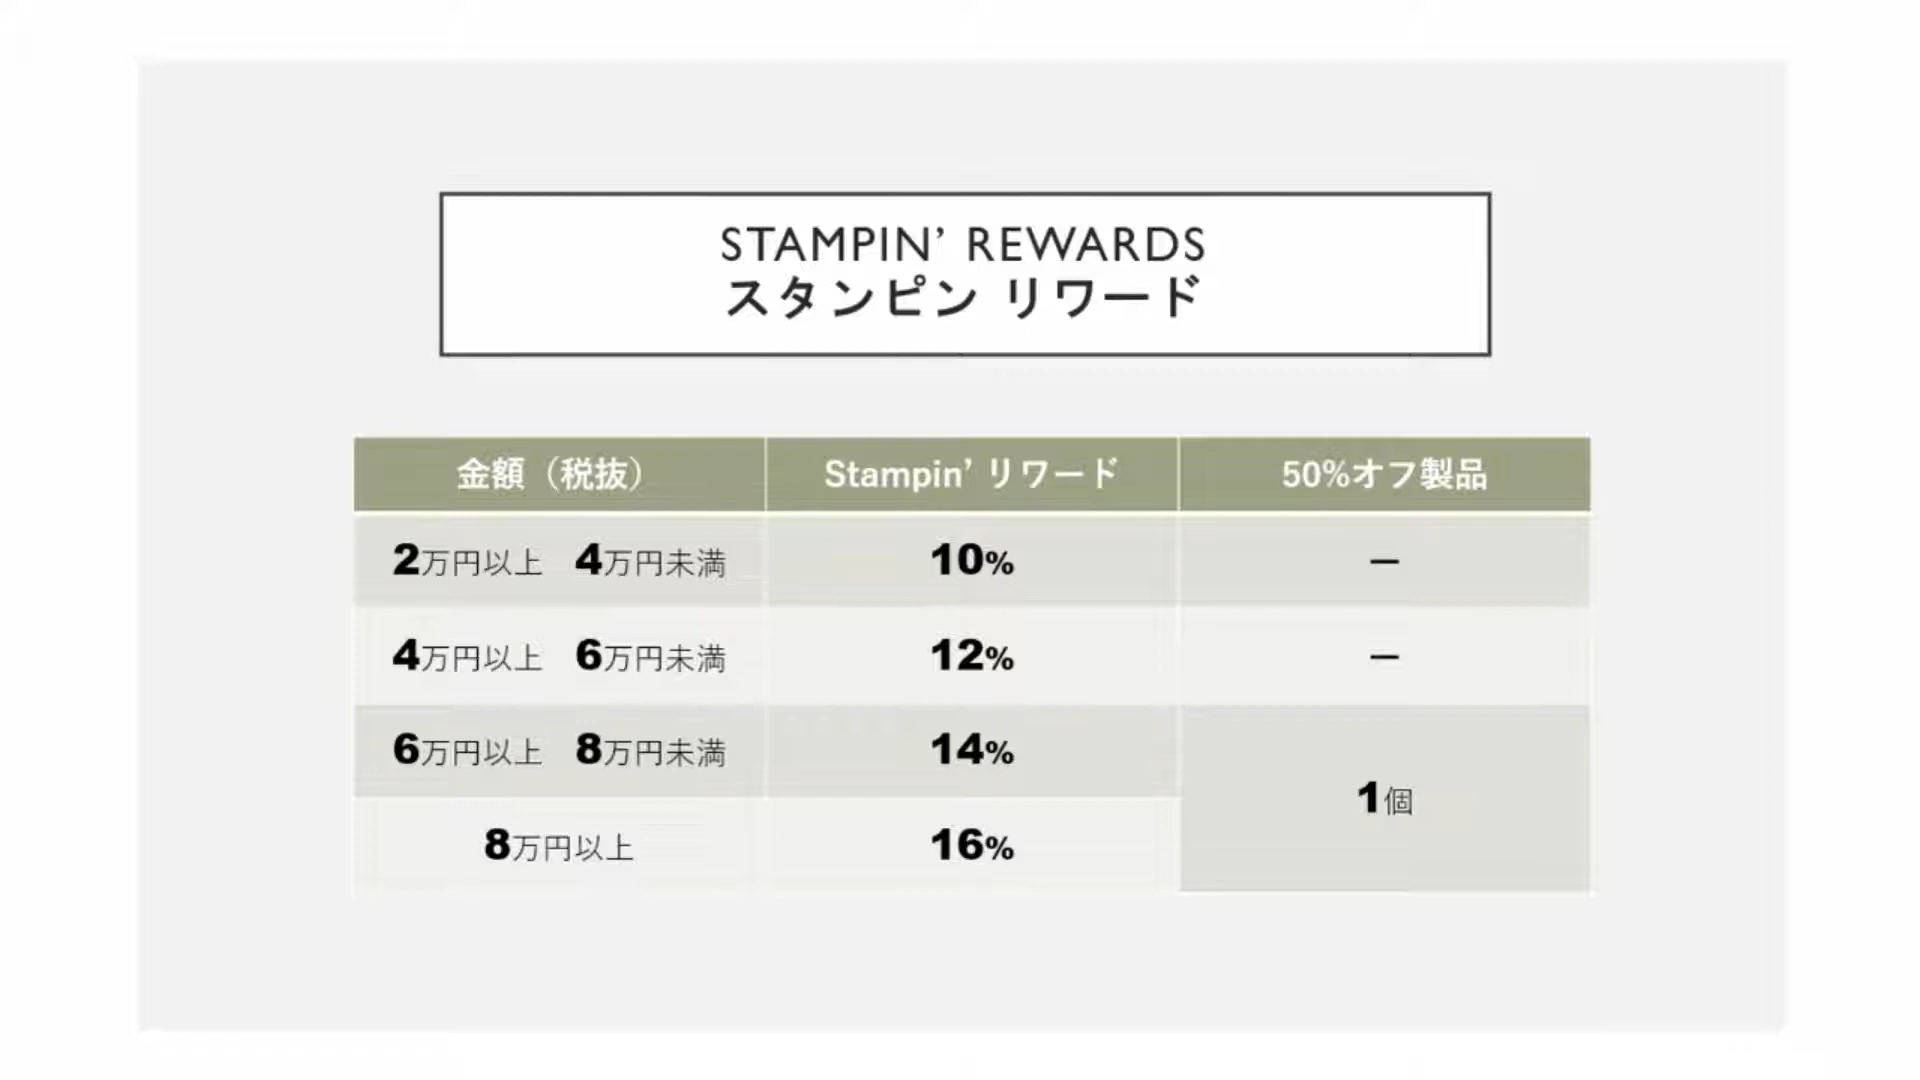 STAMPIN’ REWARDS
スタンピン リワード
金額（税抜） Stampin’ リワード 50%オフ製品
2万円以上 4万円未満 10% ー
4万円以上 6万円未満 12% ー
6万円以上 8万円未満 14%
1個
8万円以上 16%